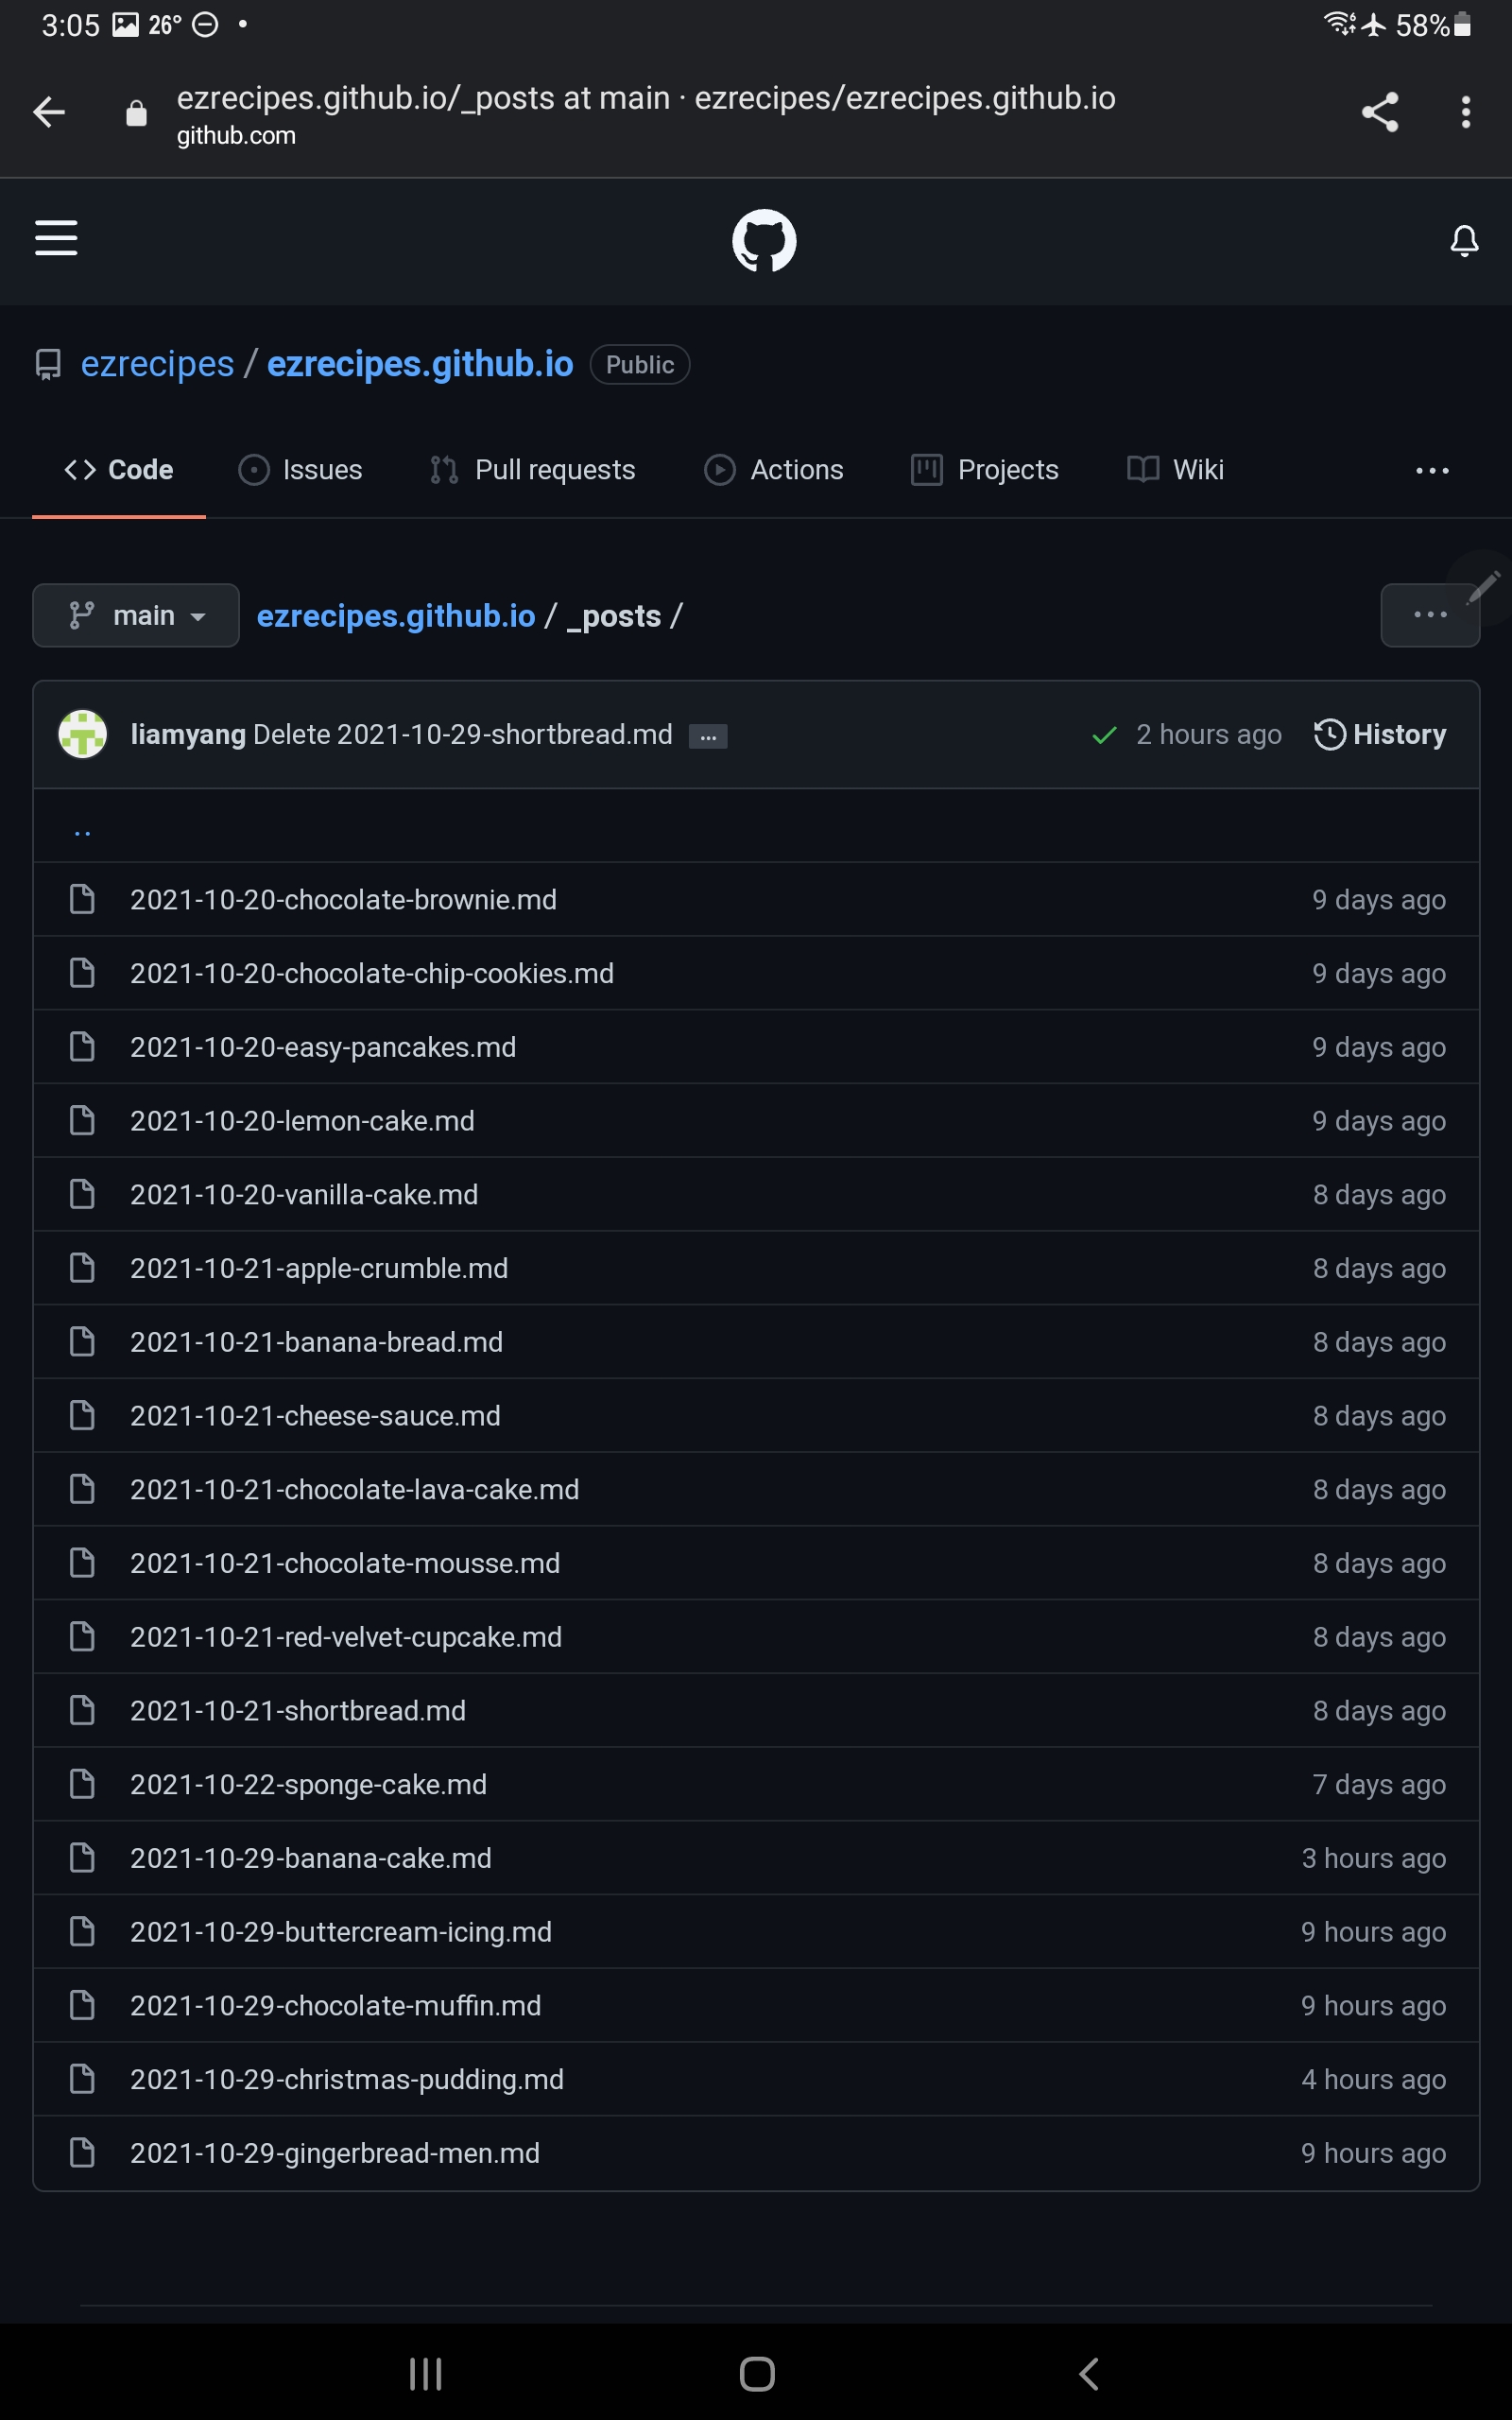 3:05 26° 58%
ezrecipes.github.io/_posts at main · ezrecipes/ezrecipes.github.io
github.com
ezrecipes / ezrecipes.github.io Public
Code Issues Pull requests Actions Projects Wiki ...
main ezrecipes.github.io / _posts / ...
liamyang Delete 2021-10-29-shortbread.md ... 2 hours ago History
..
2021-10-20-chocolate-brownie.md 9 days ago
2021-10-20-chocolate-chip-cookies.md 9 days ago
2021-10-20-easy-pancakes.md 9 days ago
2021-10-20-lemon-cake.md 9 days ago
2021-10-20-vanilla-cake.md 8 days ago
2021-10-21-apple-crumble.md 8 days ago
2021-10-21-banana-bread.md 8 days ago
2021-10-21-cheese-sauce.md 8 days ago
2021-10-21-chocolate-lava-cake.md 8 days ago
2021-10-21-chocolate-mousse.md 8 days ago
2021-10-21-red-velvet-cupcake.md 8 days ago
2021-10-21-shortbread.md 8 days ago
2021-10-22-sponge-cake.md 7 days ago
2021-10-29-banana-cake.md 3 hours ago
2021-10-29-buttercream-icing.md 9 hours ago
2021-10-29-chocolate-muffin.md 9 hours ago
2021-10-29-christmas-pudding.md 4 hours ago
2021-10-29-gingerbread-men.md 9 hours ago